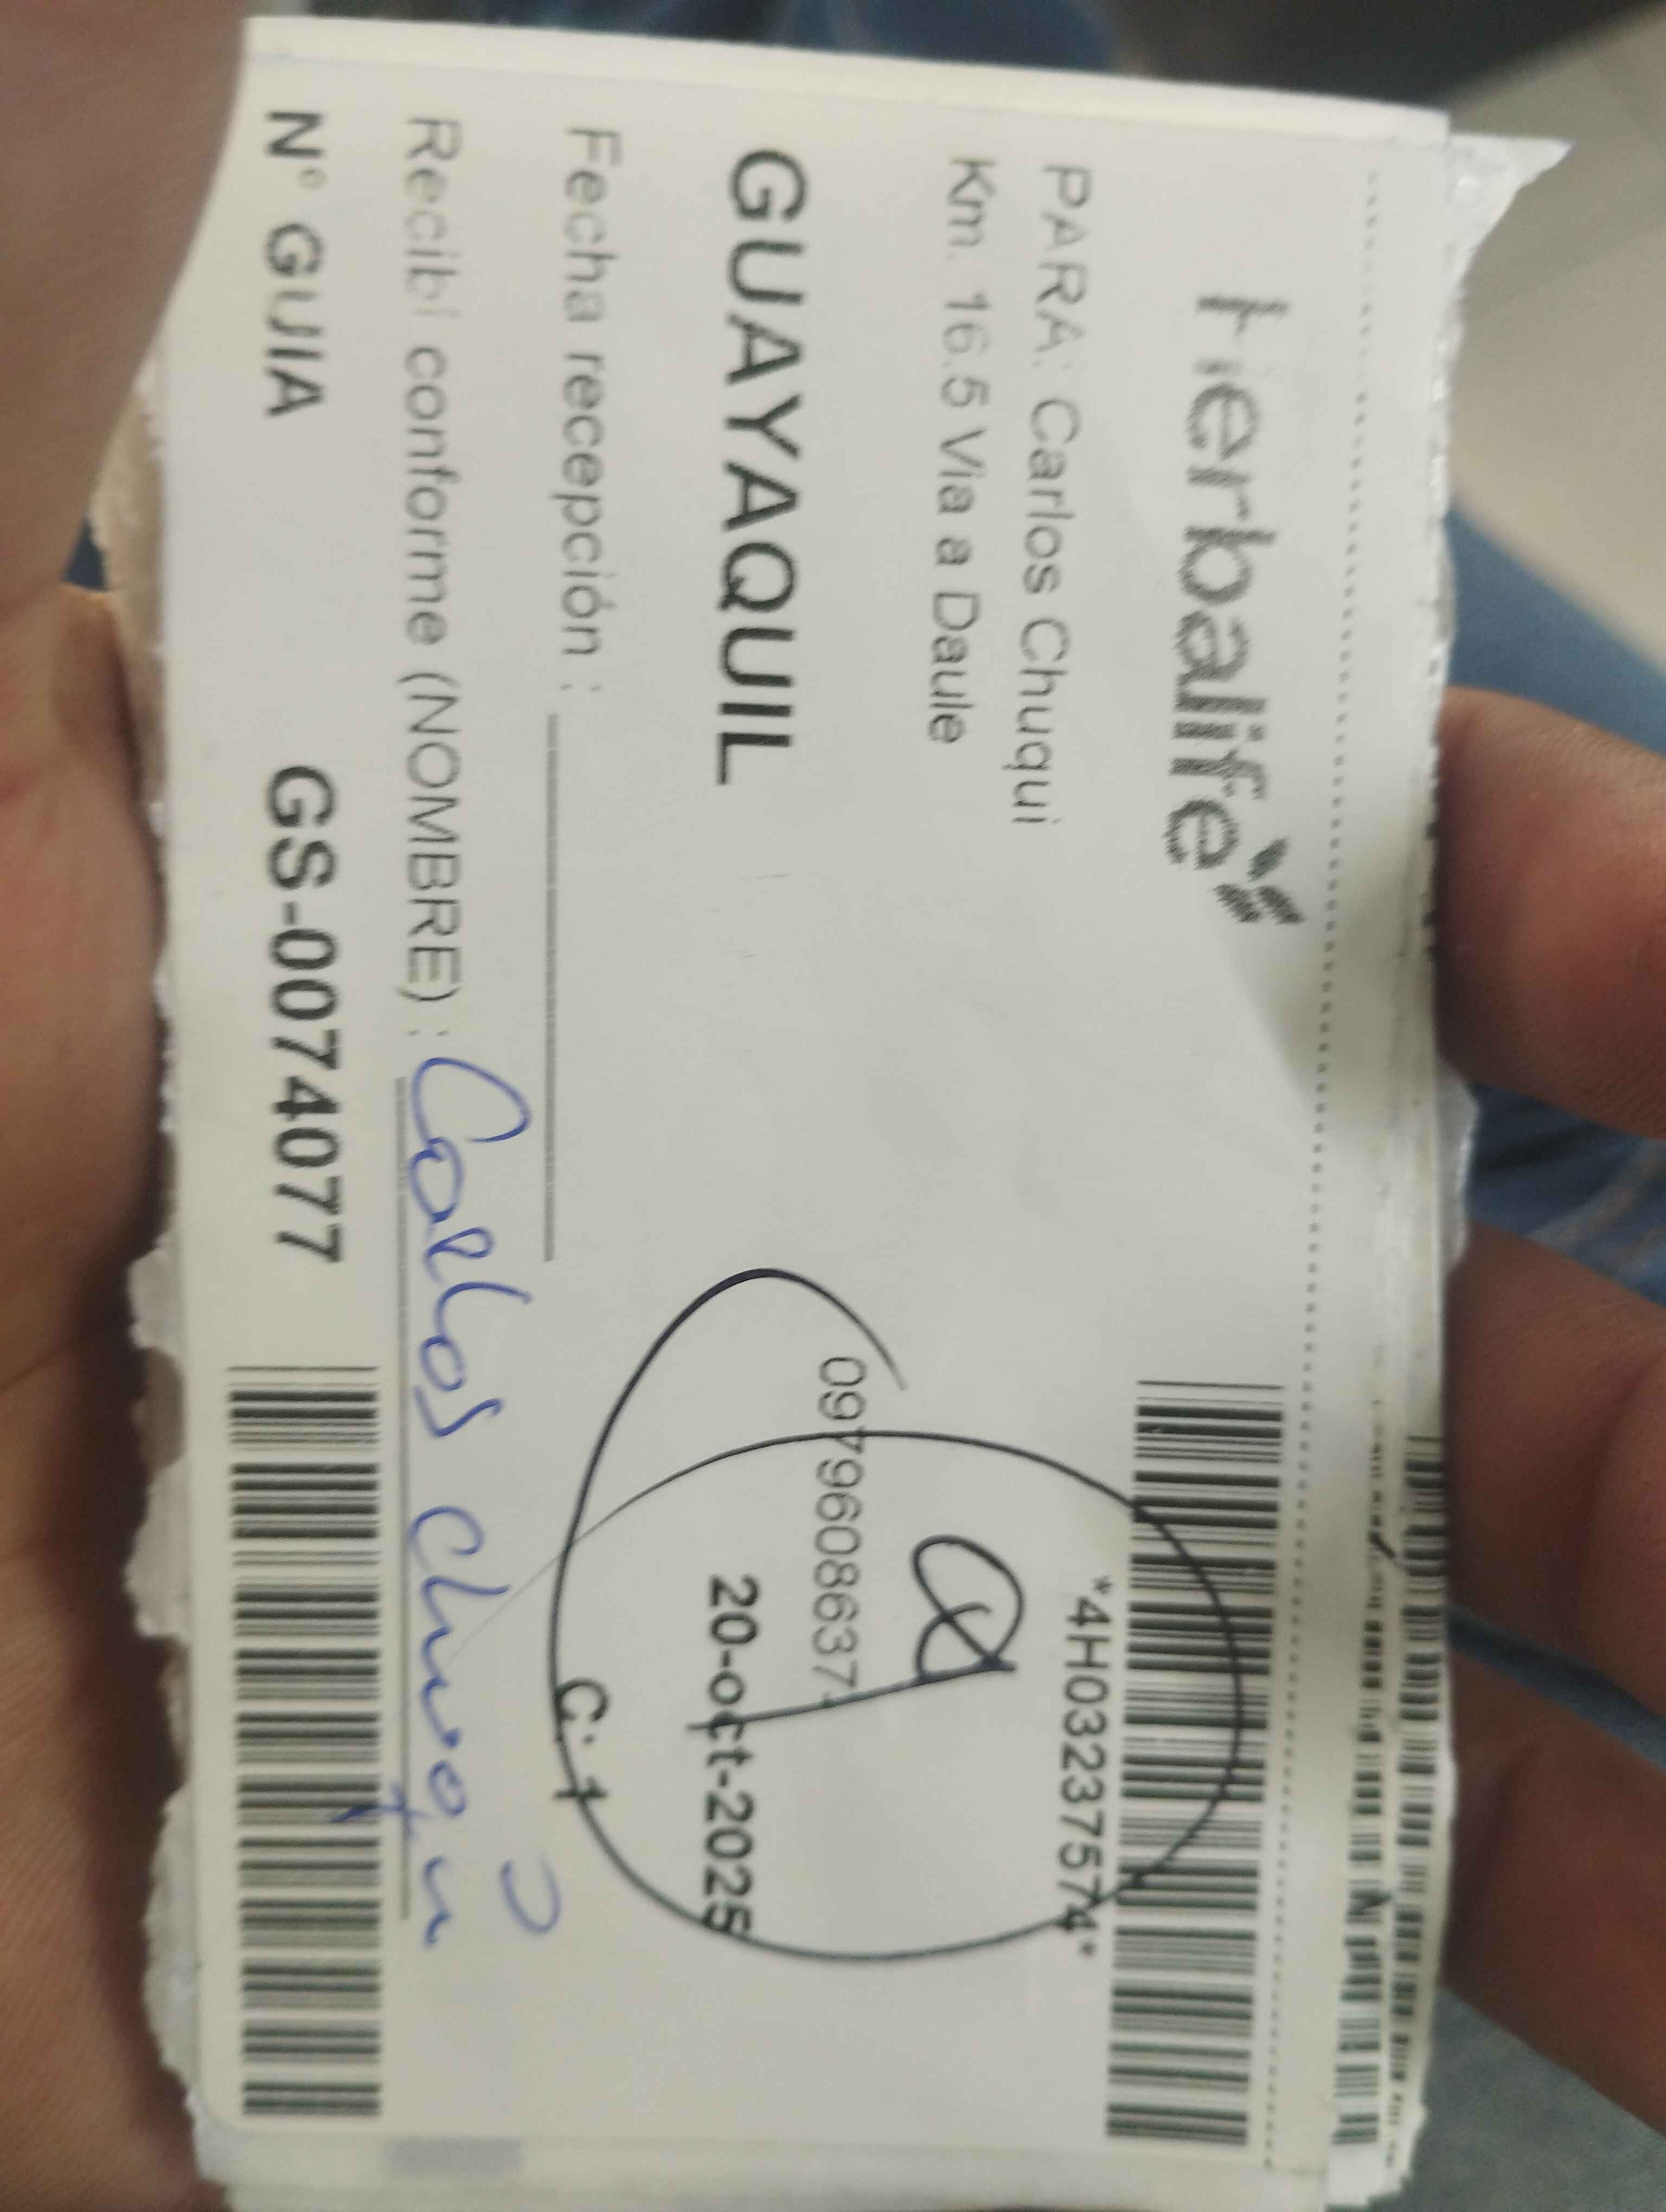 Herbalife
*4H03237574*
PARA: Carlos Chuqui
Km. 16.5 Via a Daule
0979608637
GUAYAQUIL
20-oct-2025
Fecha recepción :
C: 1
Recibí conforme (NOMBRE) : Carlos Chuqui
N° GUIA GS-0074077